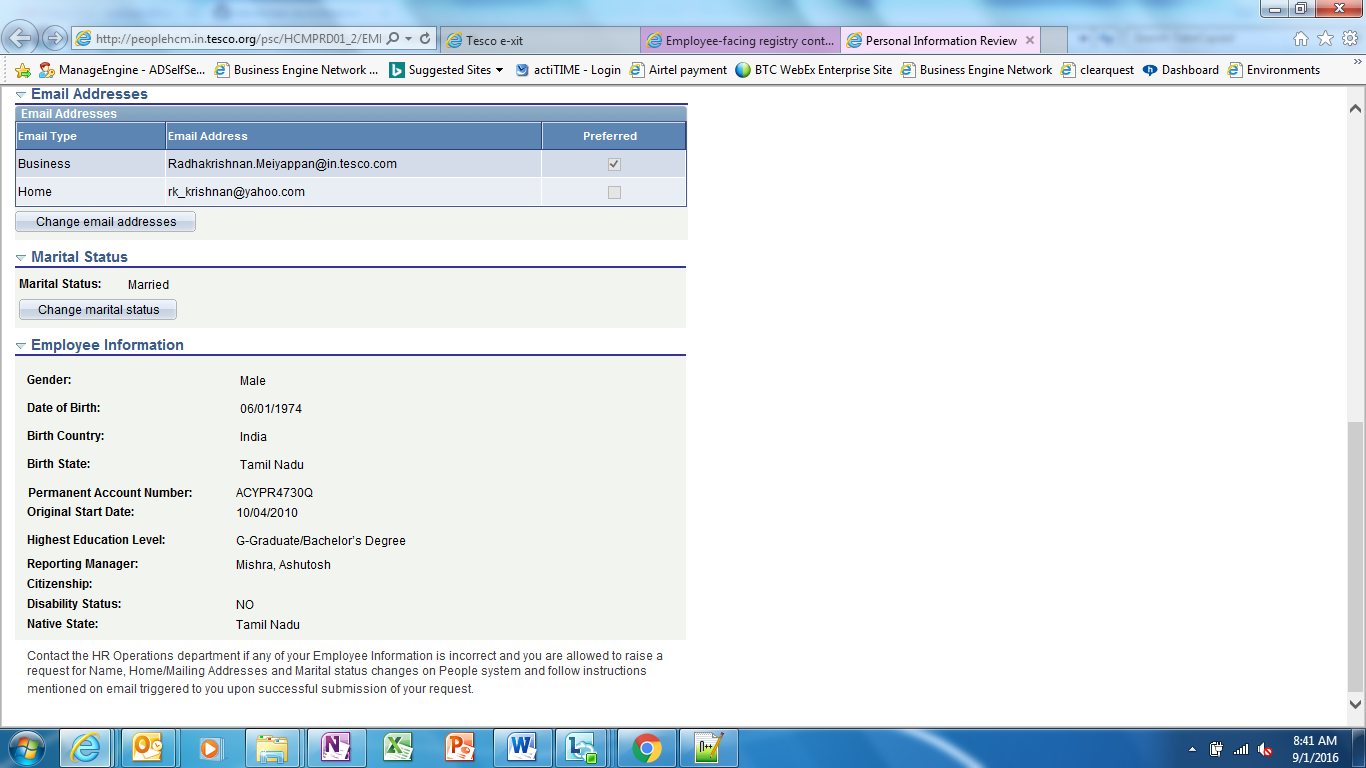 http://peoplehcm.in.tesco.org/psc/HCMPRD01_2/EMI
Tesco e-xit
Employee-facing registry cont...
Personal Information Review
ManageEngine - ADSelfSe...
Business Engine Network ...
Suggested Sites
actiTIME - Login
Airtel payment
BTC WebEx Enterprise Site
Business Engine Network
clearquest
Dashboard
Environments
Email Addresses
Email Addresses
Email Type Email Address Preferred
Business Radhakrishnan.Meiyappan@in.tesco.com
Home rk_krishnan@yahoo.com
Change email addresses
Marital Status
Marital Status: Married
Change marital status
Employee Information
Gender: Male
Date of Birth: 06/01/1974
Birth Country: India
Birth State: Tamil Nadu
Permanent Account Number: ACYPR4730Q
Original Start Date: 10/04/2010
Highest Education Level: G-Graduate/Bachelor's Degree
Reporting Manager: Mishra, Ashutosh
Citizenship:
Disability Status: NO
Native State: Tamil Nadu
Contact the HR Operations department if any of your Employee Information is incorrect and you are allowed to raise a
request for Name, Home/Mailing Addresses and Marital status changes on People system and follow instructions
mentioned on email triggered to you upon successful submission of your request.
8:41 AM
9/1/2016